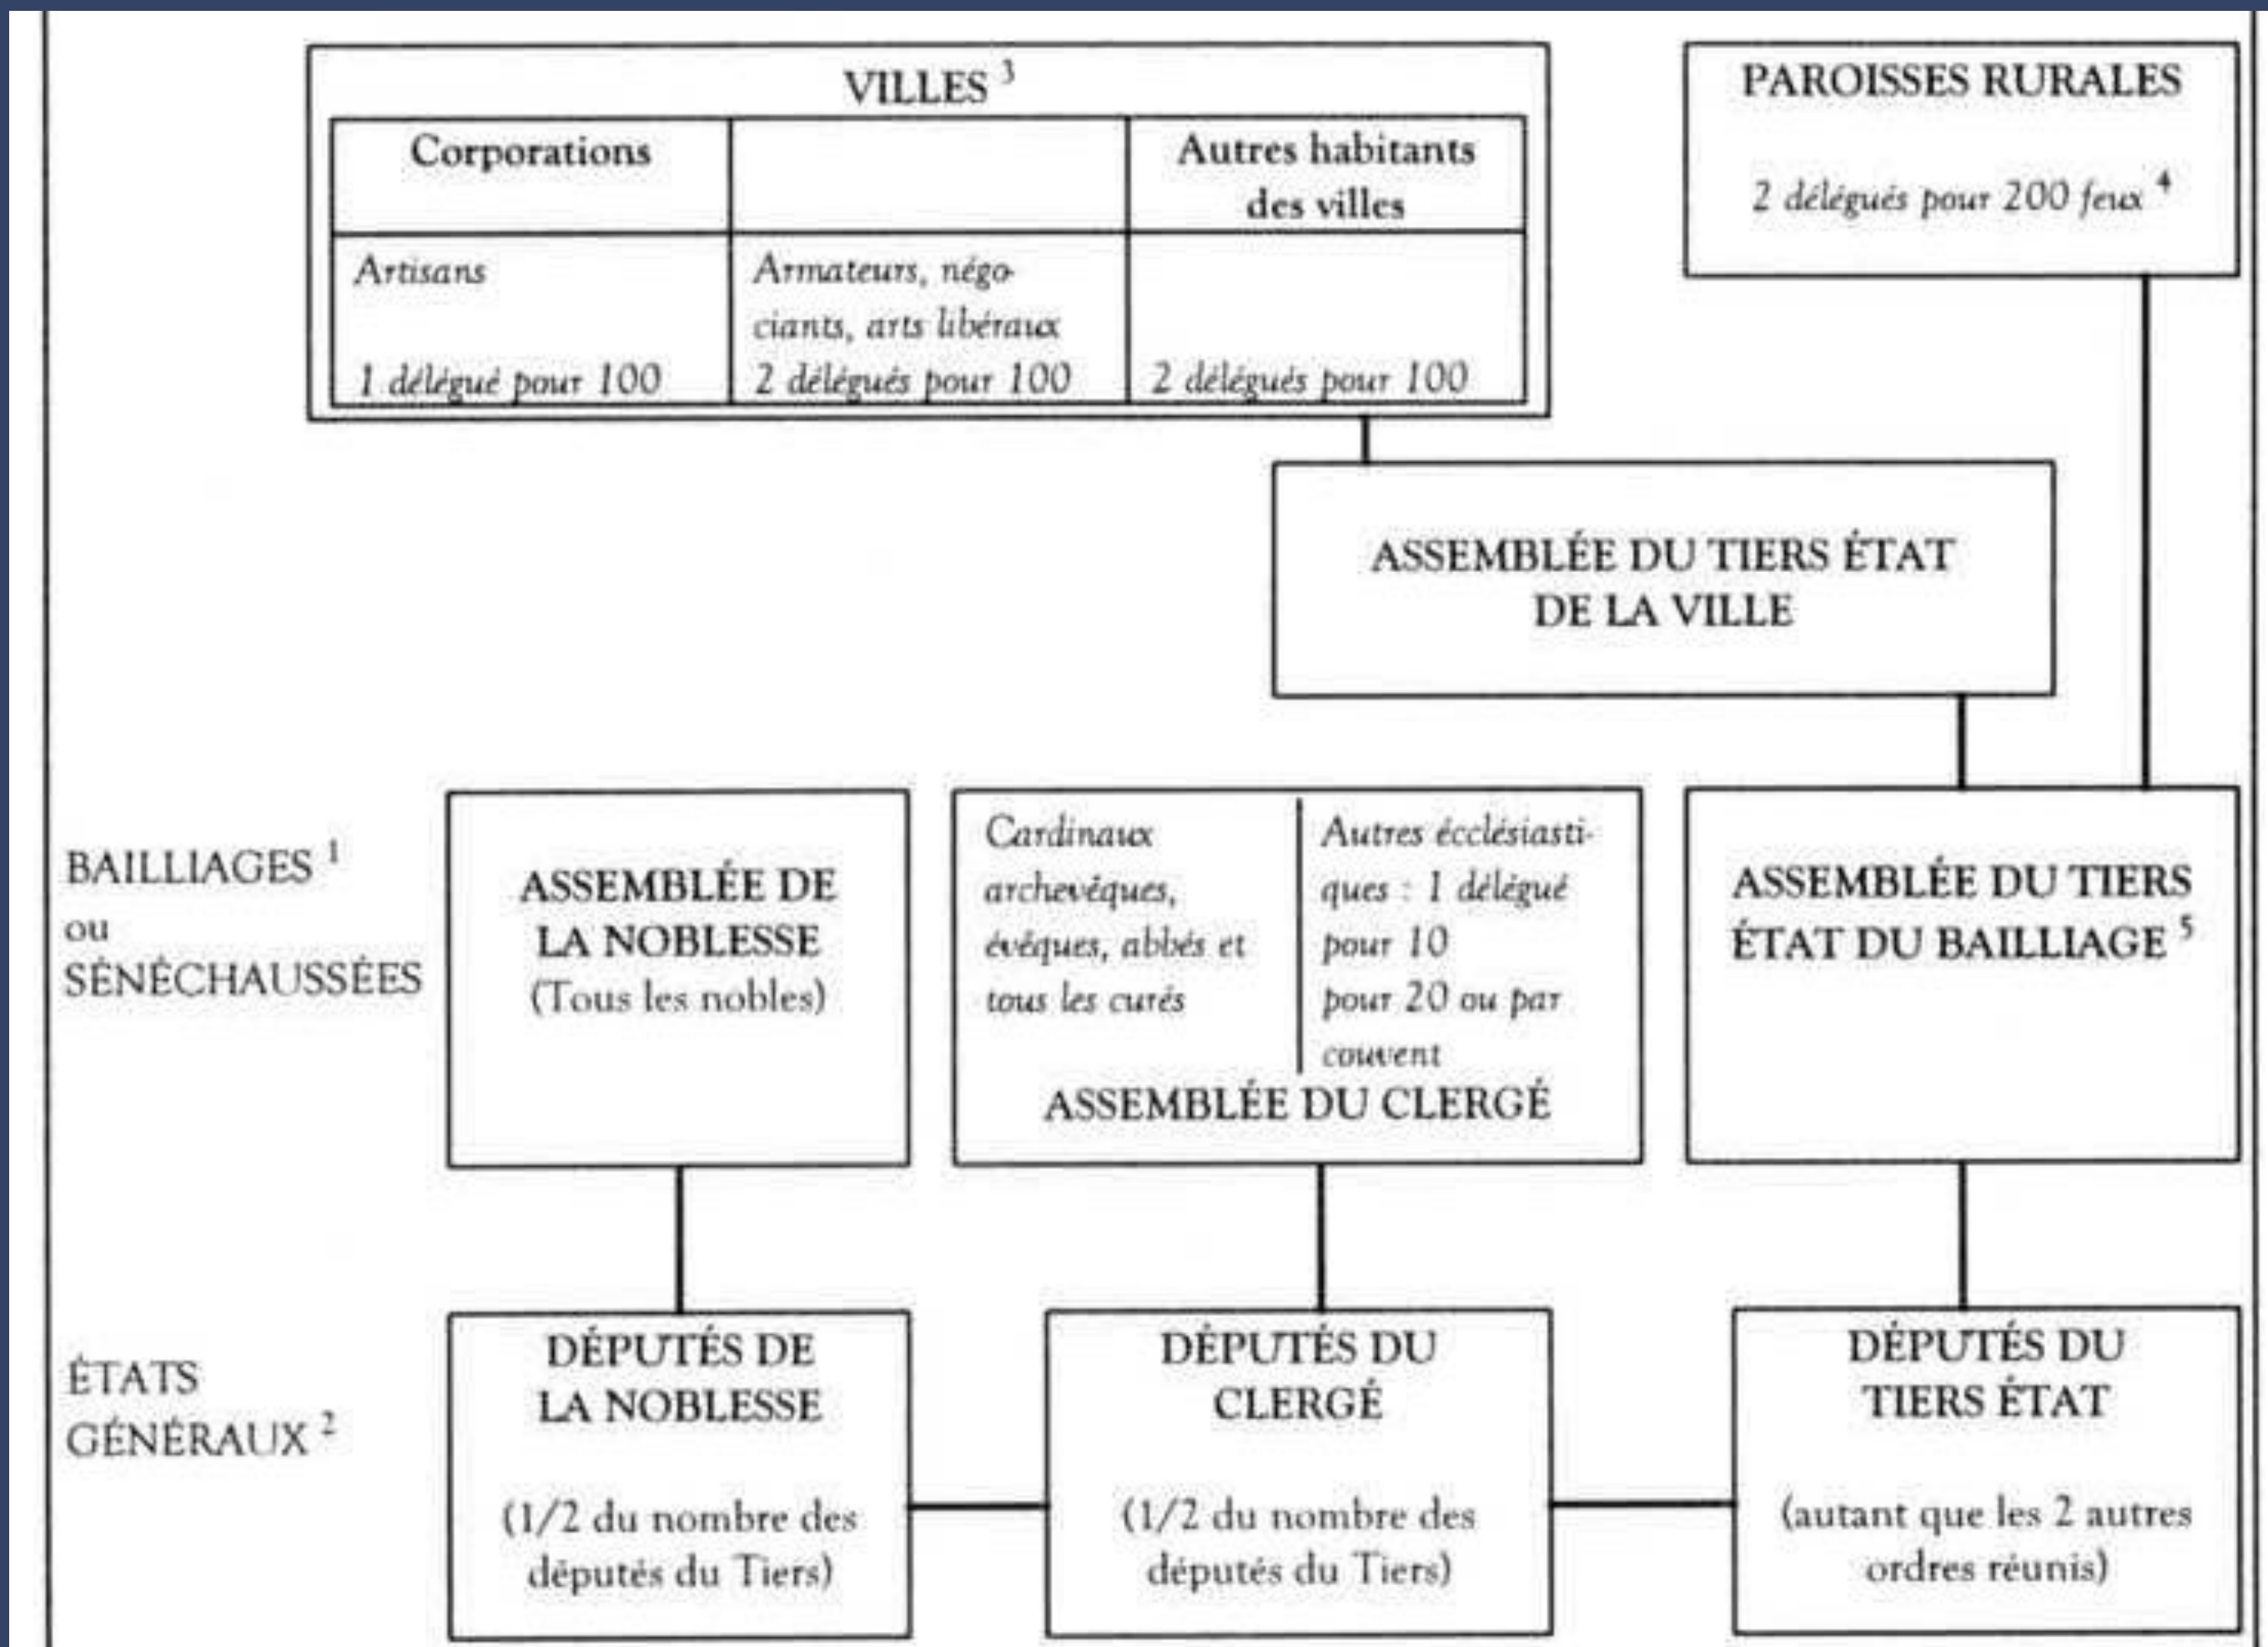 VILLES 3
Corporations
Autres habitants
des villes
Artisans
1 délégué pour 100
Armateurs, négo-
ciants, arts libéraux
2 délégués pour 100
2 délégués pour 100
PAROISSES RURALES
2 délégués pour 200 feux 4
ASSEMBLÉE DU TIERS ÉTAT
DE LA VILLE
BAILLIAGES 1
ou
SÉNÉCHAUSSÉES
ASSEMBLÉE DE
LA NOBLESSE
(Tous les nobles)
Cardinaux
archevêques,
évêques, abbés et
tous les curés
Autres écclésiasti-
ques : 1 délégué
pour 10
pour 20 ou par
couvent
ASSEMBLÉE DU CLERGÉ
ASSEMBLÉE DU TIERS
ÉTAT DU BAILLIAGE 5
ÉTATS
GÉNÉRAUX 2
DÉPUTÉS DE
LA NOBLESSE
(1/2 du nombre des
députés du Tiers)
DÉPUTÉS DU
CLERGÉ
(1/2 du nombre des
députés du Tiers)
DÉPUTÉS DU
TIERS ÉTAT
(autant que les 2 autres
ordres réunis)